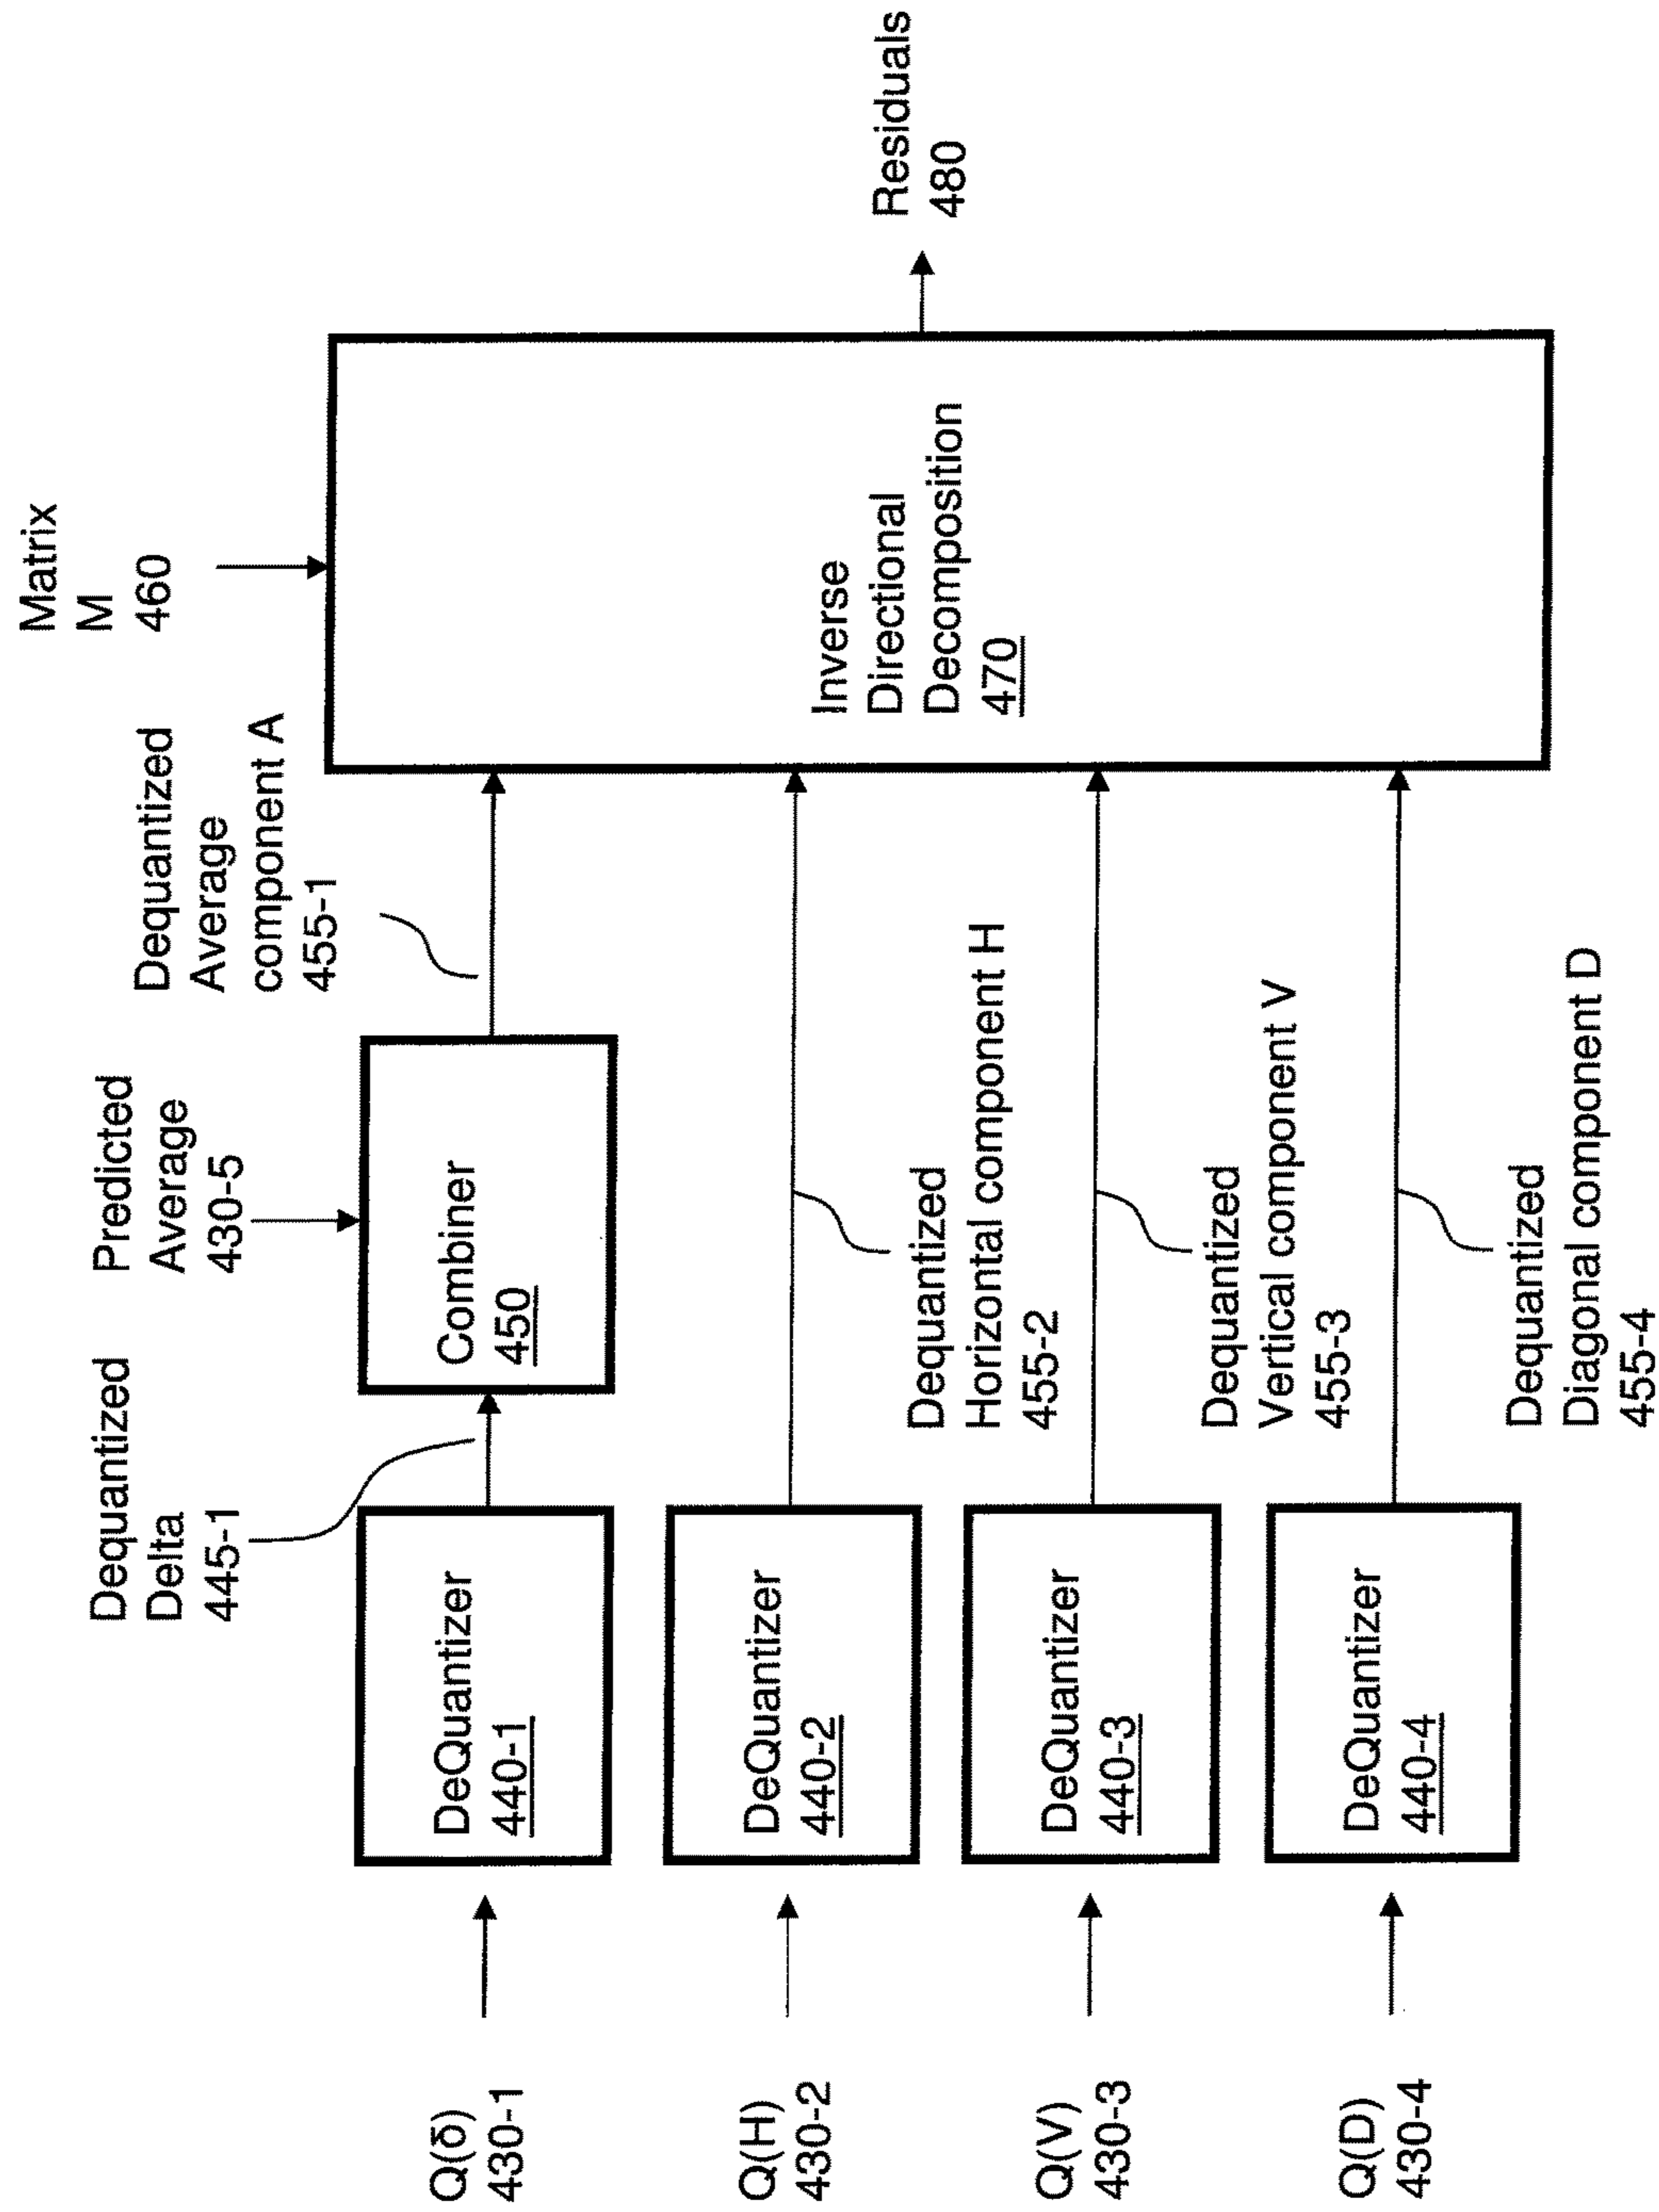 Matrix
M
460
Predicted
Average
430-5
Dequantized
Average
component A
455-1
Dequantized
Delta
445-1
Q(δ)
430-1
DeQuantizer
440-1
Combiner
450
Q(H)
430-2
DeQuantizer
440-2
Dequantized
Horizontal component H
455-2
Inverse
Directional
Decomposition
470
Residuals
480
Q(V)
430-3
DeQuantizer
440-3
Dequantized
Vertical component V
455-3
Q(D)
430-4
DeQuantizer
440-4
Dequantized
Diagonal component D
455-4